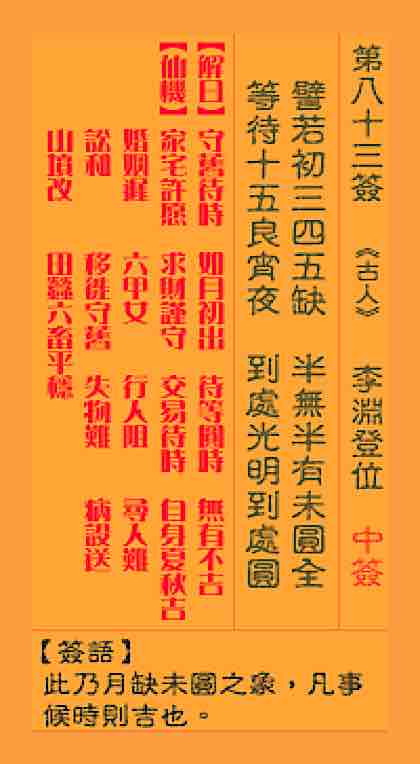 第八十三簽 《古人》 李淵登位 中簽
譬若初三四五缺 半無半有未圓全
等待十五良宵夜 到處光明到處圓
【解曰】 守舊待時 如月初出 待等圓時 無有不吉
【仙機】 家宅許愿 求財謹守 交易待時 自身夏秋吉
婚姻遲 六甲女 行人阻 尋人難
訟和 移徙守舊 失物難 病設送
山墳改 田蠶六畜平穩
【簽語】
此乃月缺未圓之象，凡事
候時則吉也。